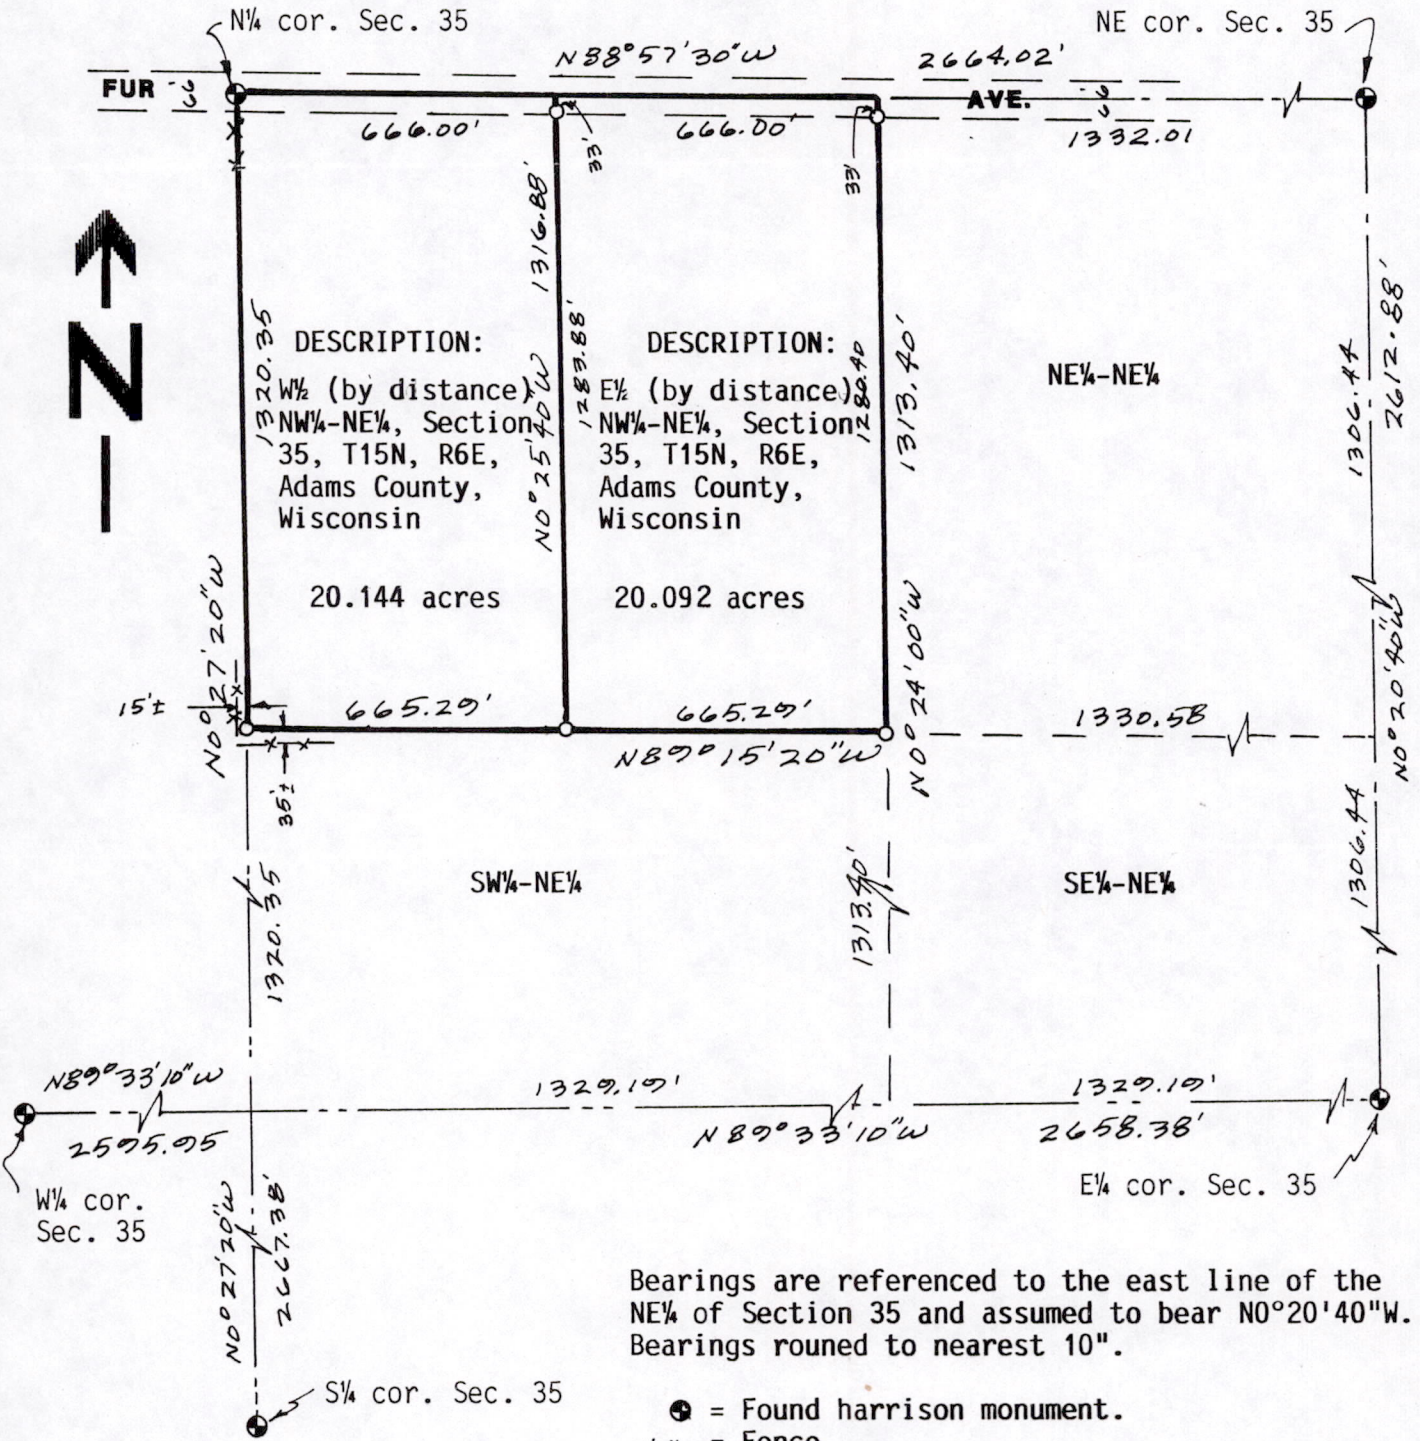 N¼ cor. Sec. 35
NE cor. Sec. 35
N88°57'30"W
2664.02'
FUR
66
AVE.
66
666.00'
666.00'
1332.01
33'
33'
1316.88'
1283.88'
N0°25'40"W
1320.35
N0°27'20"W
1280.40
1313.40'
N0°24'00"W
1306.44
2612.88'
N0°20'40"W
N
DESCRIPTION:
W½ (by distance)
NW¼-NE¼, Section
35, T15N, R6E,
Adams County,
Wisconsin
20.144 acres
DESCRIPTION:
E½ (by distance)
NW¼-NE¼, Section
35, T15N, R6E,
Adams County,
Wisconsin
20.092 acres
NE¼-NE¼
15'±
665.29'
665.29'
1330.58
N89°15'20"W
35'±
1320.35
SW¼-NE¼
1313.40'
SE¼-NE¼
1306.44
N89°33'10"W
2595.95
1329.19'
1329.19'
N89°33'10"W
2658.38'
W¼ cor.
Sec. 35
E¼ cor. Sec. 35
N0°27'20"W
2667.38'
S¼ cor. Sec. 35
Bearings are referenced to the east line of the
NE¼ of Section 35 and assumed to bear N0°20'40"W.
Bearings rouned to nearest 10".
= Found harrison monument.
= Fence